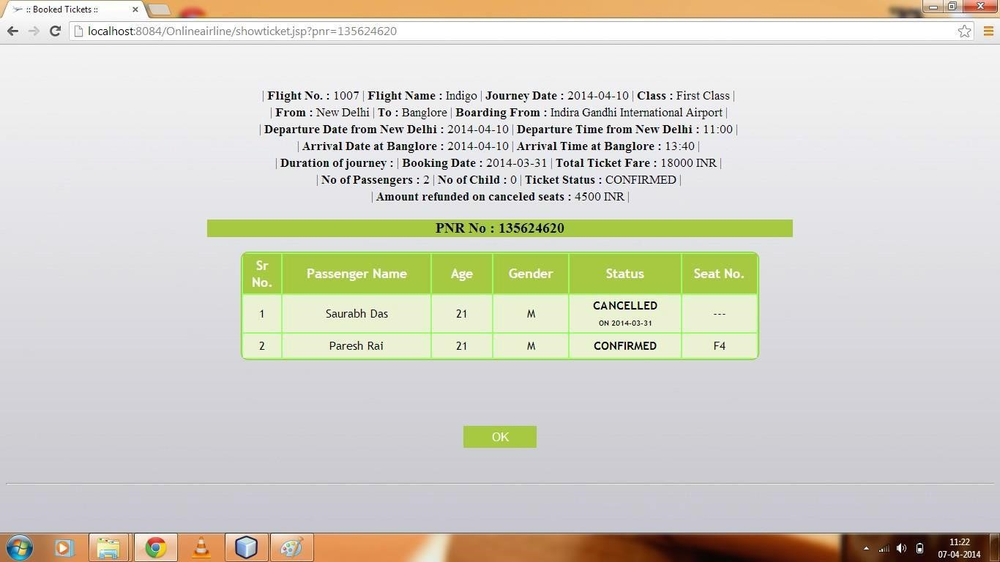 :: Booked Tickets ::
localhost:8084/Onlineairline/showticket.jsp?pnr=135624620
| Flight No. : 1007 | Flight Name : Indigo | Journey Date : 2014-04-10 | Class : First Class |
| From : New Delhi | To : Banglore | Boarding From : Indira Gandhi International Airport |
| Departure Date from New Delhi : 2014-04-10 | Departure Time from New Delhi : 11:00 |
| Arrival Date at Banglore : 2014-04-10 | Arrival Time at Banglore : 13:40 |
| Duration of journey : | Booking Date : 2014-03-31 | Total Ticket Fare : 18000 INR |
| No of Passengers : 2 | No of Child : 0 | Ticket Status : CONFIRMED |
| Amount refunded on canceled seats : 4500 INR |
PNR No : 135624620
Sr No. Passenger Name Age Gender Status Seat No.
1 Saurabh Das 21 M CANCELLED ON 2014-03-31 ---
2 Paresh Rai 21 M CONFIRMED F4
OK
11:22
07-04-2014